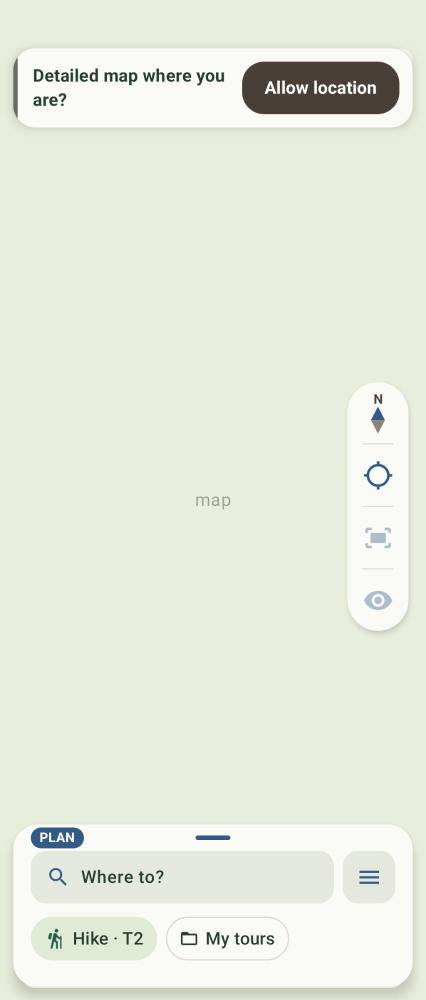 Detailed map where you
are?
Allow location
N
map
PLAN
Where to?
Hike · T2
My tours